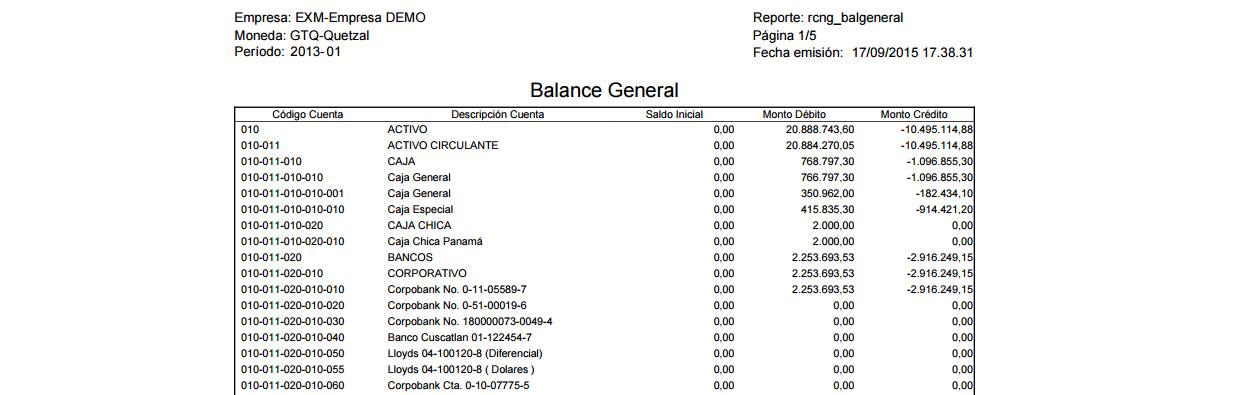 Empresa: EXM-Empresa DEMO Reporte: rcng_balgeneral
Moneda: GTQ-Quetzal Página 1/5
Período: 2013-01 Fecha emisión: 17/09/2015 17.38.31
Balance General
Código Cuenta Descripción Cuenta Saldo Inicial Monto Débito Monto Crédito
010 ACTIVO 0,00 20.888.743,60 -10.495.114,88
010-011 ACTIVO CIRCULANTE 0,00 20.884.270,05 -10.495.114,88
010-011-010 CAJA 0,00 768.797,30 -1.096.855,30
010-011-010-010 Caja General 0,00 766.797,30 -1.096.855,30
010-011-010-010-001 Caja General 0,00 350.962,00 -182.434,10
010-011-010-010-010 Caja Especial 0,00 415.835,30 -914.421,20
010-011-010-020 CAJA CHICA 0,00 2.000,00 0,00
010-011-010-020-010 Caja Chica Panamá 0,00 2.000,00 0,00
010-011-020 BANCOS 0,00 2.253.693,53 -2.916.249,15
010-011-020-010 CORPORATIVO 0,00 2.253.693,53 -2.916.249,15
010-011-020-010-010 Corpobank No. 0-11-05589-7 0,00 2.253.693,53 -2.916.249,15
010-011-020-010-020 Corpobank No. 0-51-00019-6 0,00 0,00 0,00
010-011-020-010-030 Corpobank No. 180000073-0049-4 0,00 0,00 0,00
010-011-020-010-040 Banco Cuscatlan 01-122454-7 0,00 0,00 0,00
010-011-020-010-050 Lloyds 04-100120-8 (Diferencial) 0,00 0,00 0,00
010-011-020-010-055 Lloyds 04-100120-8 ( Dolares ) 0,00 0,00 0,00
010-011-020-010-060 Corpobank Cta. 0-10-07775-5 0,00 0,00 0,00